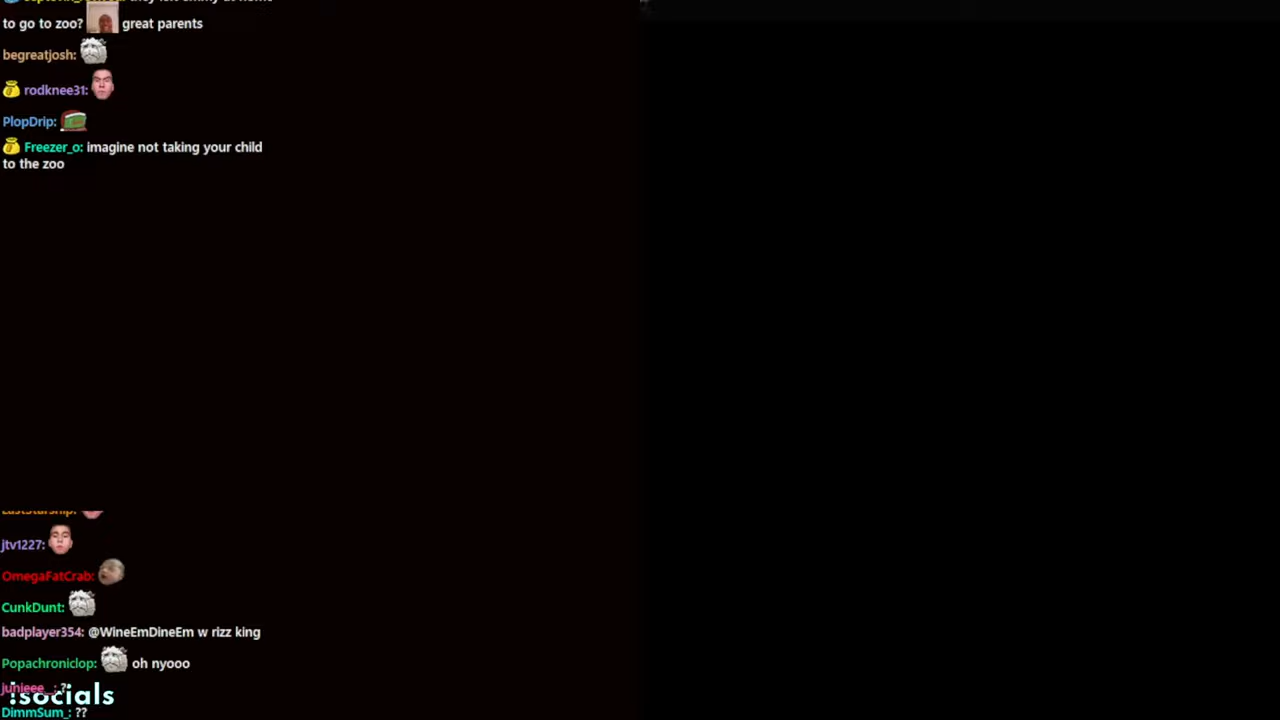 to go to zoo? great parents
begreatjosh:
rodknee31:
PlopDrip:
Freezer_o: imagine not taking your child
to the zoo
jtv1227:
OmegaFatCrab:
CunkDunt:
badplayer354: @WineEmDineEm w rizz king
Popachroniclop: oh nyooo
!socials
DimmSum_: ??